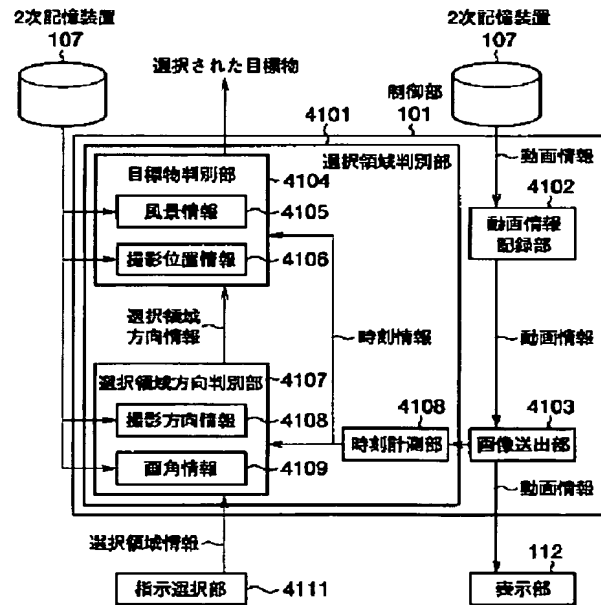 2次記憶装置
107
2次記憶装置
107
選択された目標物
制御部
101
4101
動画情報
選択領域判別部
目標物判別部
4104
風景情報
4105
撮影位置情報
4106
4102
動画情報
記録部
選択領域
方向情報
時刻情報
動画情報
選択領域方向判別部
4107
撮影方向情報
4108
画角情報
4109
4108
時刻計測部
4103
画像送出部
動画情報
選択領域情報
指示選択部
4111
112
表示部